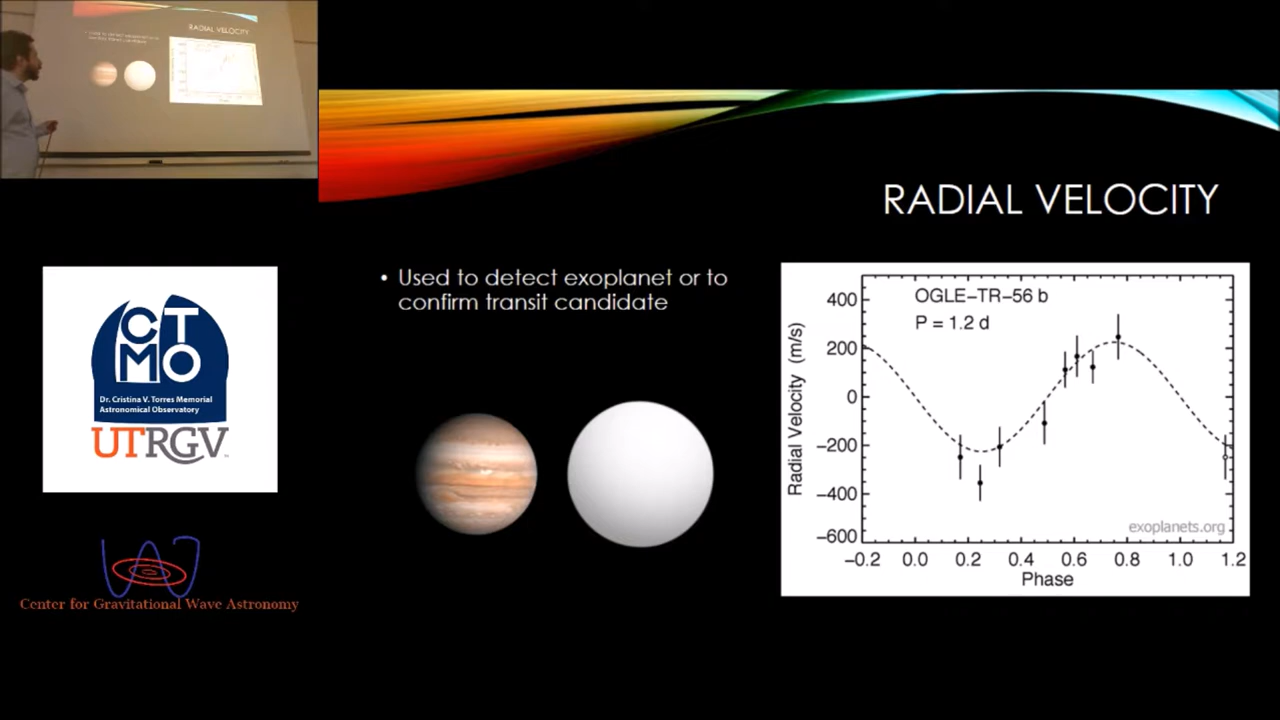 RADIAL VELOCITY
RADIAL VELOCITY
• Used to detect exoplanet or to
confirm transit candidate
CT
MO
Dr. Cristina V. Torres Memorial
Astronomical Observatory
UTRGV
Center for Gravitational Wave Astronomy
OGLE-TR-56 b
P = 1.2 d
Radial Velocity (m/s)
400
200
0
-200
-400
-600
exoplanets.org
-0.2 0.0 0.2 0.4 0.6 0.8 1.0 1.2
Phase